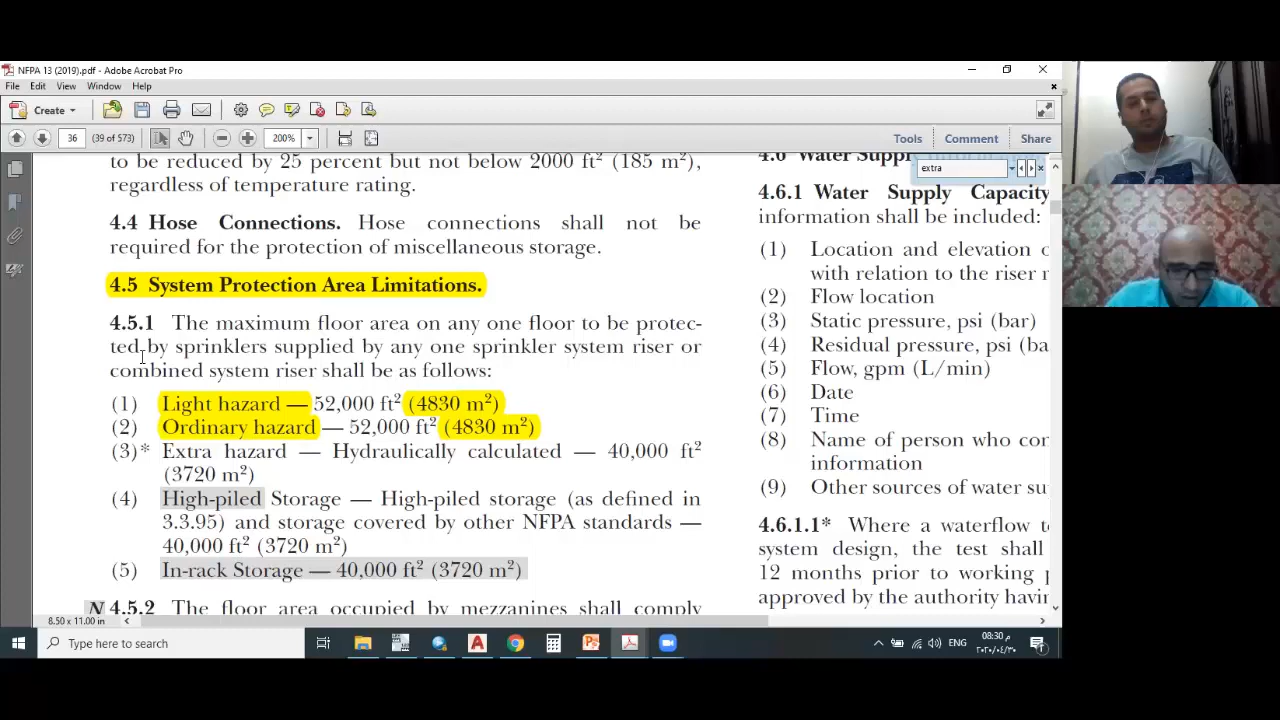 NFPA 13 (2019).pdf - Adobe Acrobat Pro
File Edit View Window Help
Create
36 (39 of 573) 200% Tools Comment Share
extra
to be reduced by 25 percent but not below 2000 ft² (185 m²),
regardless of temperature rating.
4.4 Hose Connections. Hose connections shall not be
required for the protection of miscellaneous storage.
4.5 System Protection Area Limitations.
4.5.1 The maximum floor area on any one floor to be protec-
ted by sprinklers supplied by any one sprinkler system riser or
combined system riser shall be as follows:
(1) Light hazard — 52,000 ft² (4830 m²)
(2) Ordinary hazard — 52,000 ft² (4830 m²)
(3)* Extra hazard — Hydraulically calculated — 40,000 ft²
(3720 m²)
(4) High-piled Storage — High-piled storage (as defined in
3.3.95) and storage covered by other NFPA standards —
40,000 ft² (3720 m²)
(5) In-rack Storage — 40,000 ft² (3720 m²)
N 4.5.2 The floor area occupied by mezzanines shall comply
4.6 Water Suppl
4.6.1 Water Supply Capacity
information shall be included:
(1) Location and elevation o
with relation to the riser r
(2) Flow location
(3) Static pressure, psi (bar)
(4) Residual pressure, psi (ba
(5) Flow, gpm (L/min)
(6) Date
(7) Time
(8) Name of person who con
information
(9) Other sources of water su
4.6.1.1* Where a waterflow te
system design, the test shall
12 months prior to working p
approved by the authority havin
8.50 x 11.00 in
Type here to search
ENG
08:30 م
٢٠٢٠/٠٤/٣٠